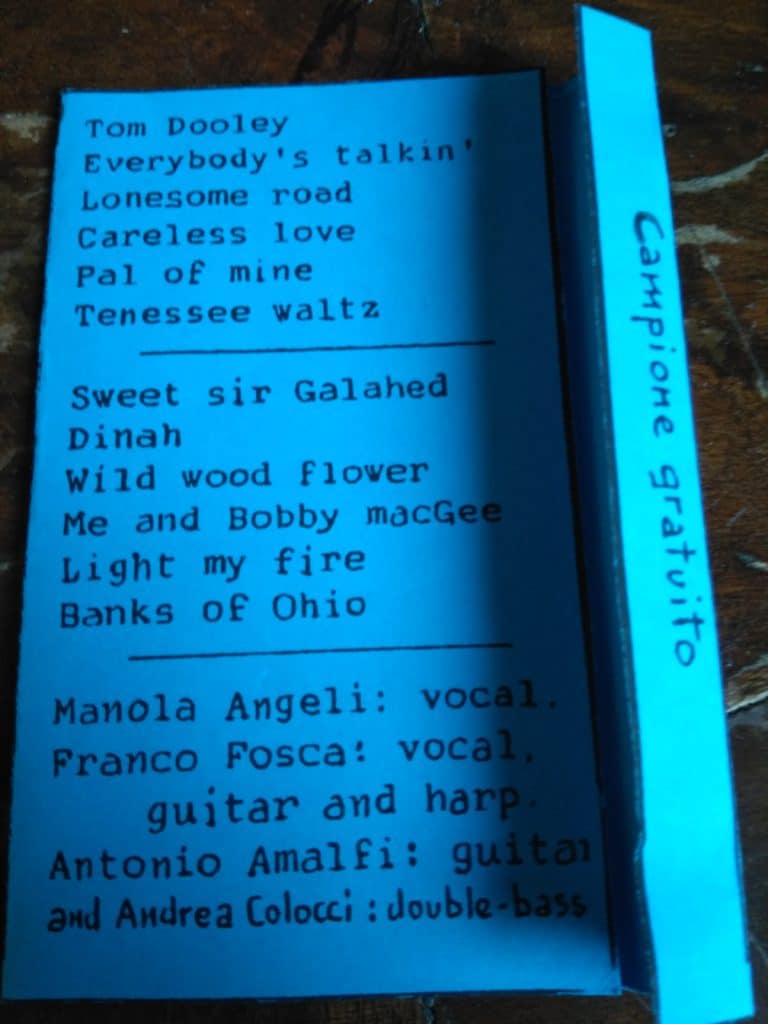 Tom Dooley
Everybody's talkin'
Lonesome road
Careless love
Pal of mine
Tenessee waltz
Sweet sir Galahed
Dinah
Wild wood flower
Me and Bobby macGee
Light my fire
Banks of Ohio
Manola Angeli: vocal.
Franco Fosca: vocal,
guitar and harp.
Antonio Amalfi: guitar
and Andrea Colocci : double-bass
Campione gratuito